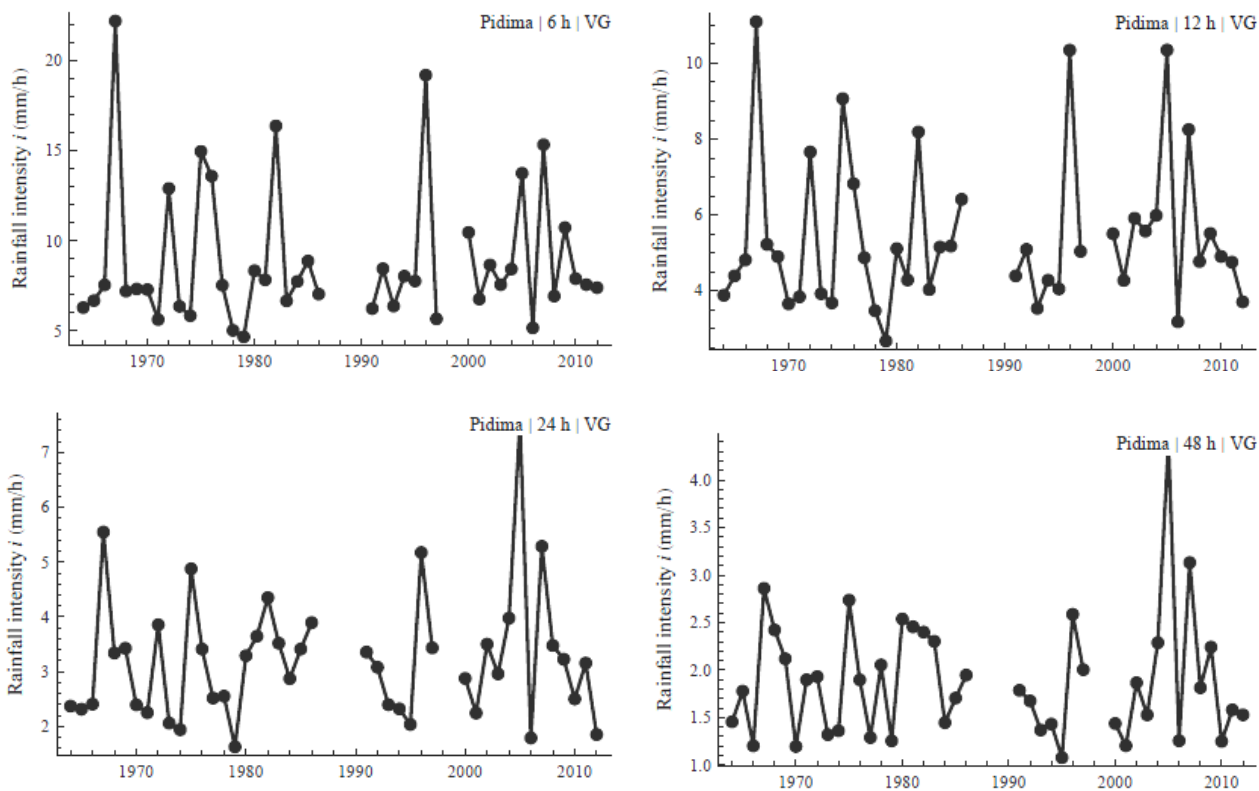 Pidima | 6 h | VG
Rainfall intensity i (mm/h)
20
15
10
5
1970 1980 1990 2000 2010
Pidima | 12 h | VG
Rainfall intensity i (mm/h)
10
8
6
4
1970 1980 1990 2000 2010
Pidima | 24 h | VG
Rainfall intensity i (mm/h)
7
6
5
4
3
2
1970 1980 1990 2000 2010
Pidima | 48 h | VG
Rainfall intensity i (mm/h)
4.0
3.5
3.0
2.5
2.0
1.5
1.0
1970 1980 1990 2000 2010